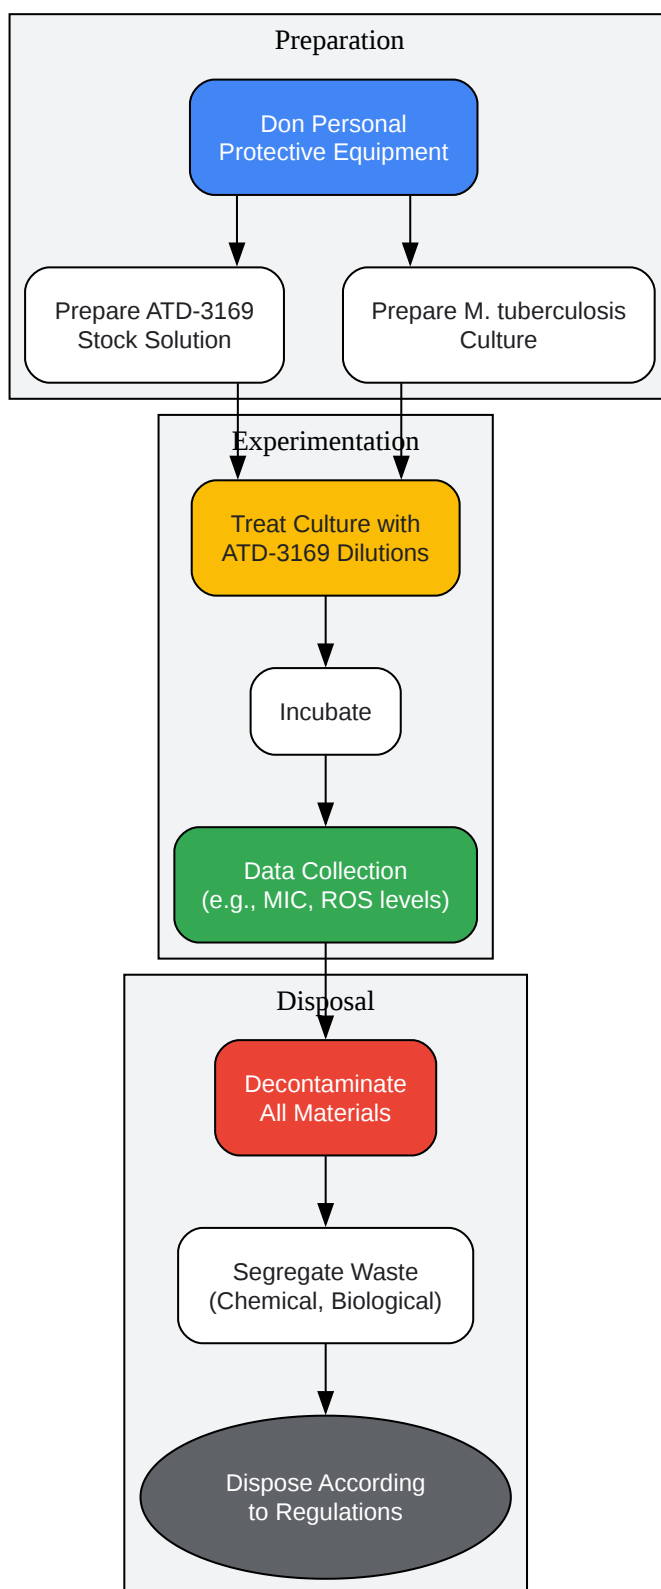 Preparation
Don Personal
Protective Equipment
Prepare ATD-3169
Stock Solution
Prepare M. tuberculosis
Culture
Experimentation
Treat Culture with
ATD-3169 Dilutions
Incubate
Data Collection
(e.g., MIC, ROS levels)
Disposal
Decontaminate
All Materials
Segregate Waste
(Chemical, Biological)
Dispose According
to Regulations